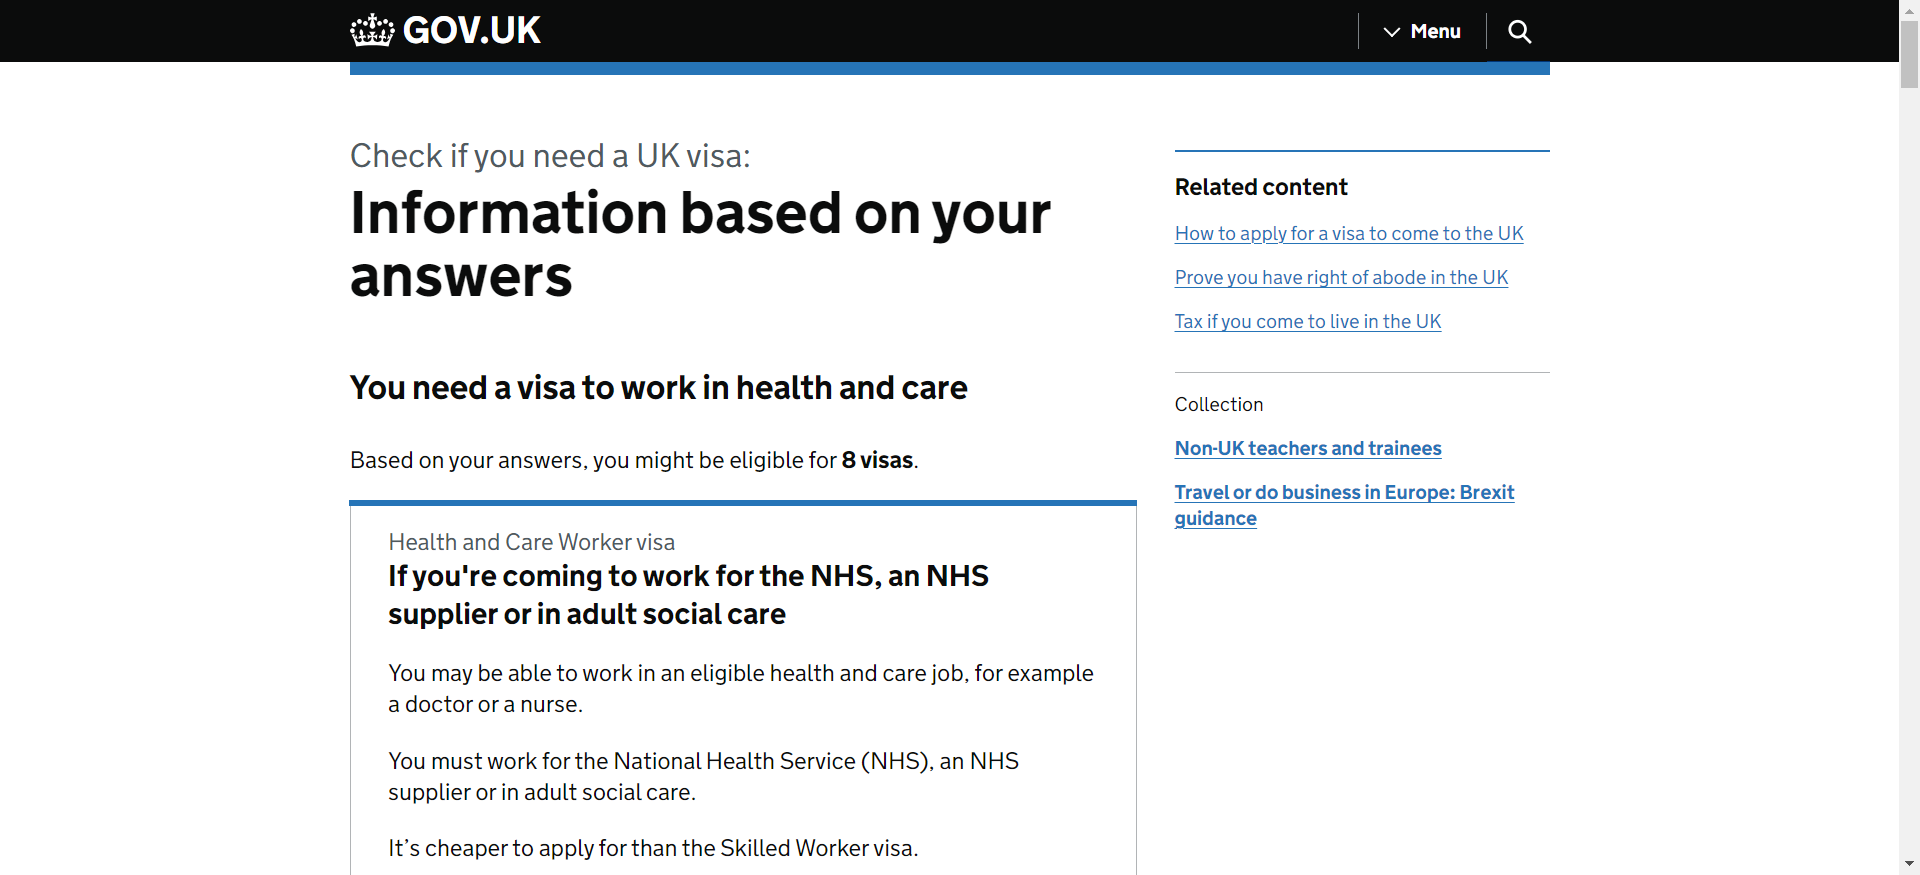 GOV.UK
Menu
Check if you need a UK visa:
Information based on your
answers
You need a visa to work in health and care
Based on your answers, you might be eligible for 8 visas.
Health and Care Worker visa
If you're coming to work for the NHS, an NHS
supplier or in adult social care
You may be able to work in an eligible health and care job, for example
a doctor or a nurse.
You must work for the National Health Service (NHS), an NHS
supplier or in adult social care.
It’s cheaper to apply for than the Skilled Worker visa.
Related content
How to apply for a visa to come to the UK
Prove you have right of abode in the UK
Tax if you come to live in the UK
Collection
Non-UK teachers and trainees
Travel or do business in Europe: Brexit
guidance